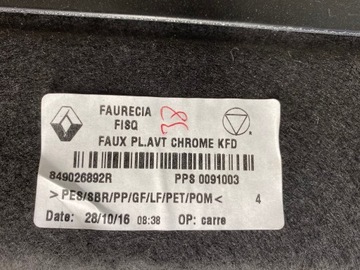 FAURECIA
FISQ
38
FAUX PL.AVT CHROME KFD
849026892R PPS 0091003
>PES/SBR/PP/GF/LF/PET/POM< 4
Date: 28/10/16 08:38 OP: carre